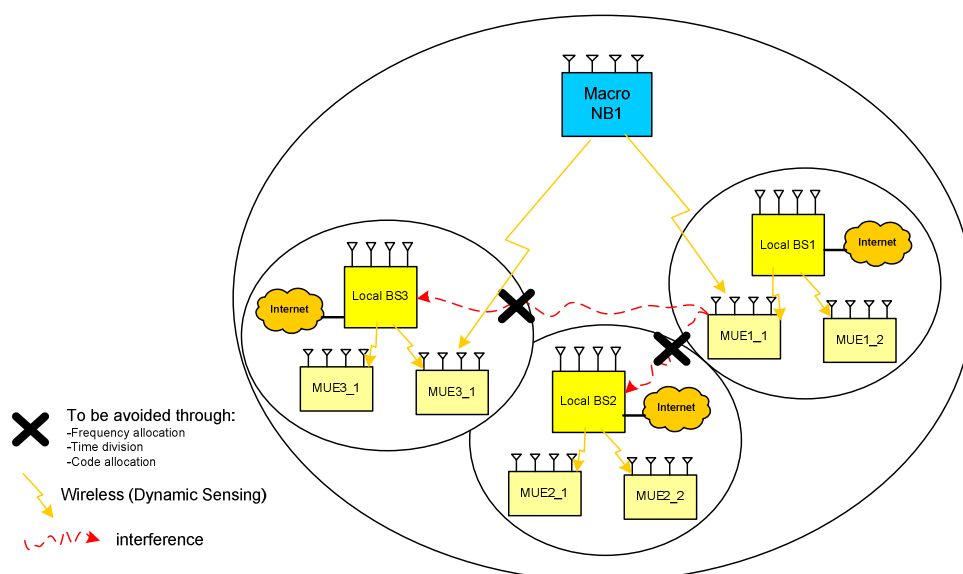 Macro
NB1
Local BS1
Internet
MUE1_1
MUE1_2
Local BS3
Internet
MUE3_1
MUE3_1
Local BS2
Internet
MUE2_1
MUE2_2
To be avoided through:
-Frequency allocation
-Time division
-Code allocation
Wireless (Dynamic Sensing)
interference